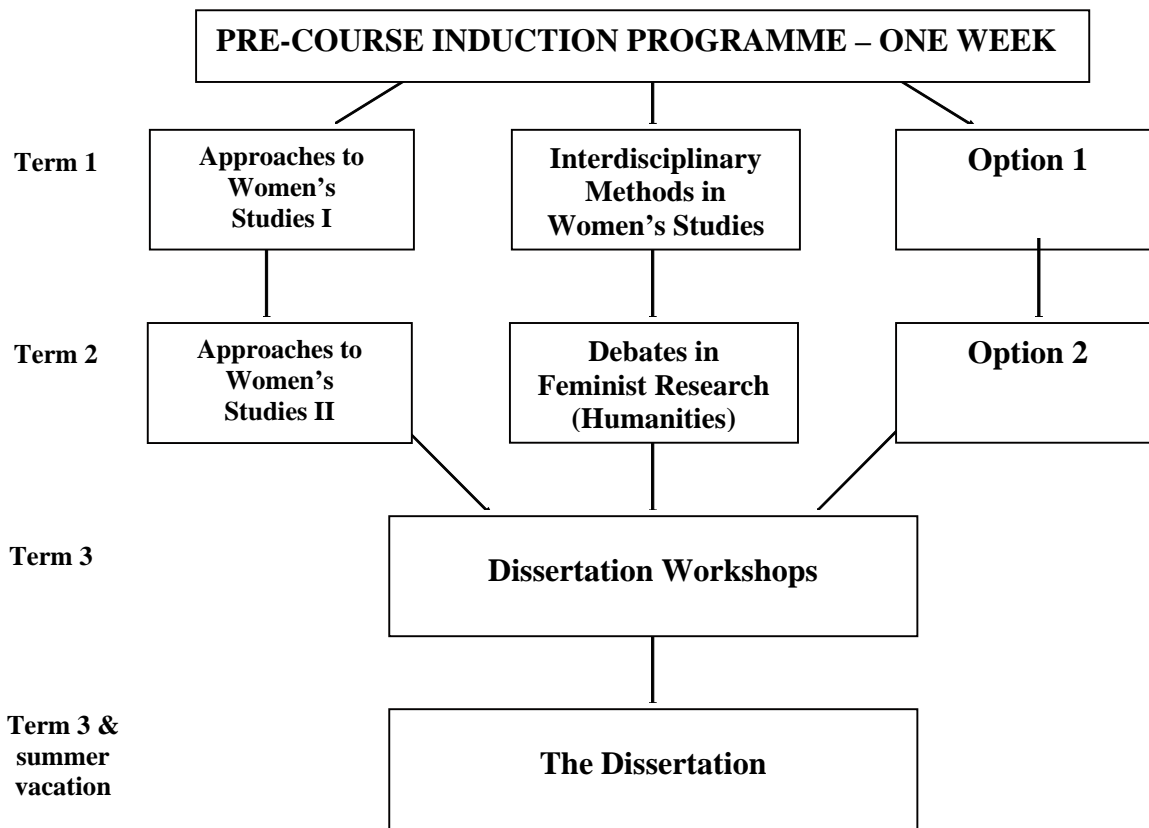 PRE-COURSE INDUCTION PROGRAMME – ONE WEEK
Term 1
Approaches to
Women’s
Studies I
Interdisciplinary
Methods in
Women’s Studies
Option 1
Term 2
Approaches to
Women’s
Studies II
Debates in
Feminist Research
(Humanities)
Option 2
Term 3
Dissertation Workshops
Term 3 &
summer
vacation
The Dissertation